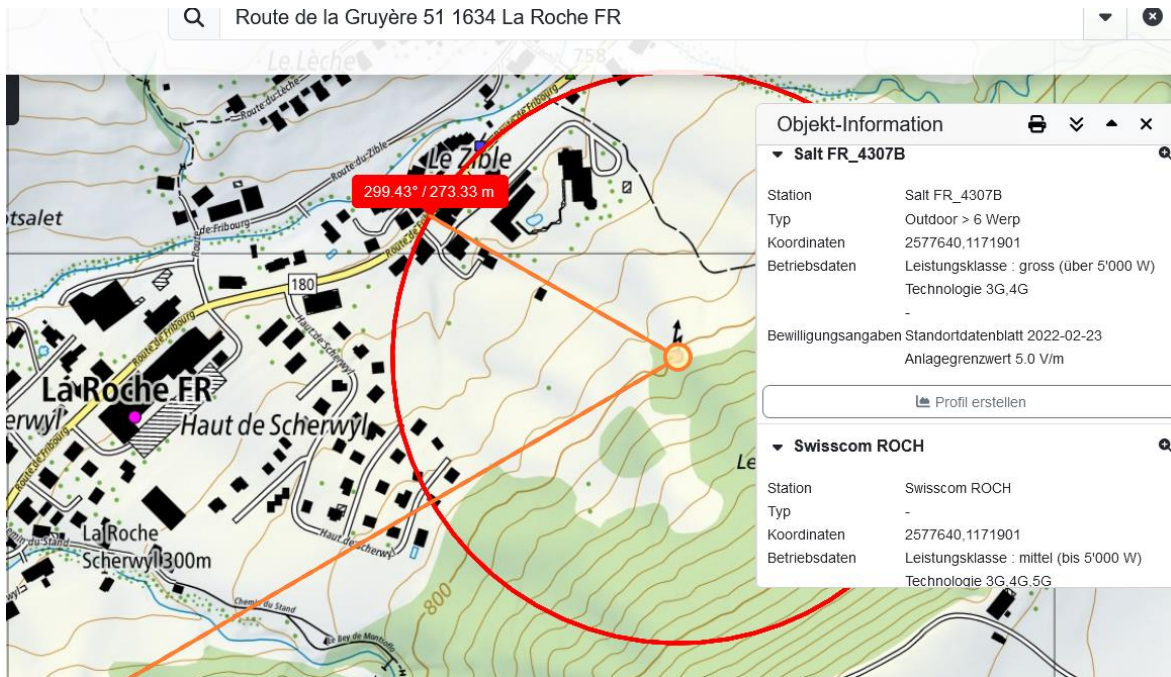 Route de la Gruyère 51 1634 La Roche FR
Le Lèche
758
Route du Lèche
Le Zible
Route du Zible
299.43° / 273.33 m
otsalet
Route de Fribourg
180
Route de Fribourg
Haut de Scherwyl
La Roche FR
erwyl
Haut de Scherwyl
Route de Fribourg
La Roche
Scherwyl 300m
Haut de Scherwyl
Chemin du Stand
800
Le
Objekt-Information
Salt FR_4307B
Station Salt FR_4307B
Typ Outdoor > 6 Werp
Koordinaten 2577640,1171901
Betriebsdaten Leistungsklasse : gross (über 5'000 W)
Technologie 3G,4G
-
Bewilligungsangaben Standortdatenblatt 2022-02-23
Anlagegrenzwert 5.0 V/m
Profil erstellen
Swisscom ROCH
Station Swisscom ROCH
Typ -
Koordinaten 2577640,1171901
Betriebsdaten Leistungsklasse : mittel (bis 5'000 W)
Technologie 3G,4G,5G